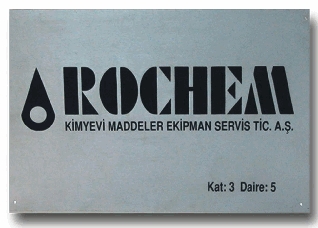 ROCHEM
KİMYEVİ MADDELER EKİPMAN SERVİS TİC. A.Ş.
Kat: 3 Daire: 5